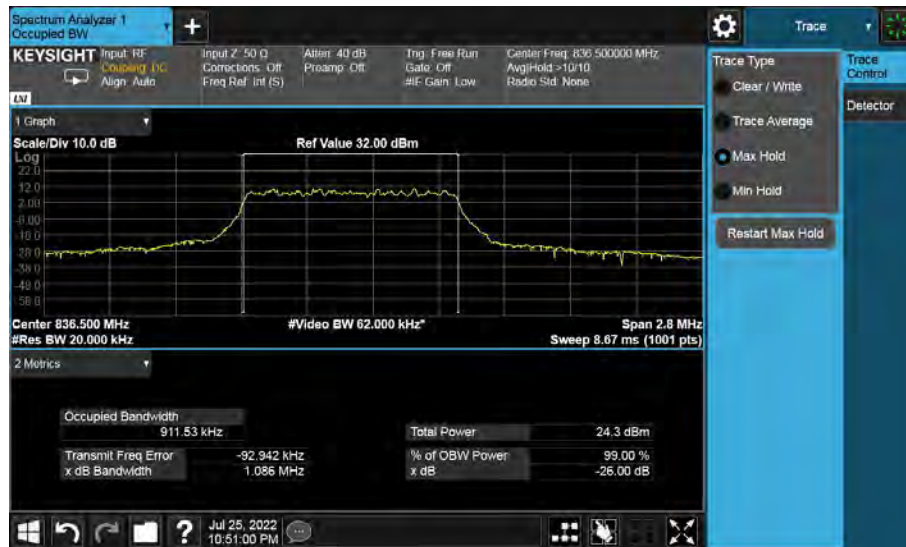 Spectrum Analyzer 1
Occupied BW
Trace
KEYSIGHT
Input: RF
Coupling: DC
Align: Auto
Input Z: 50 Ω
Corrections: Off
Freq Ref: Int (S)
Atten: 40 dB
Preamp: Off
Trig: Free Run
Gate: Off
#IF Gain: Low
Center Freq: 836.500000 MHz
Avg|Hold:>10/10
Radio Std: None
LNI
1 Graph
Scale/Div 10.0 dB
Ref Value 32.00 dBm
Log
22.0
12.0
2.00
-8.00
-18.0
-28.0
-38.0
-48.0
-58.0
Center 836.500 MHz
#Res BW 20.000 kHz
#Video BW 62.000 kHz*
Span 2.8 MHz
Sweep 8.67 ms (1001 pts)
2 Metrics
Occupied Bandwidth
911.53 kHz
Total Power 24.3 dBm
Transmit Freq Error -92.942 kHz
% of OBW Power 99.00 %
x dB Bandwidth 1.086 MHz
x dB -26.00 dB
Trace Type
Clear / Write
Trace Average
Max Hold
Min Hold
Restart Max Hold
Trace
Control
Detector
?
Jul 25, 2022
10:51:00 PM